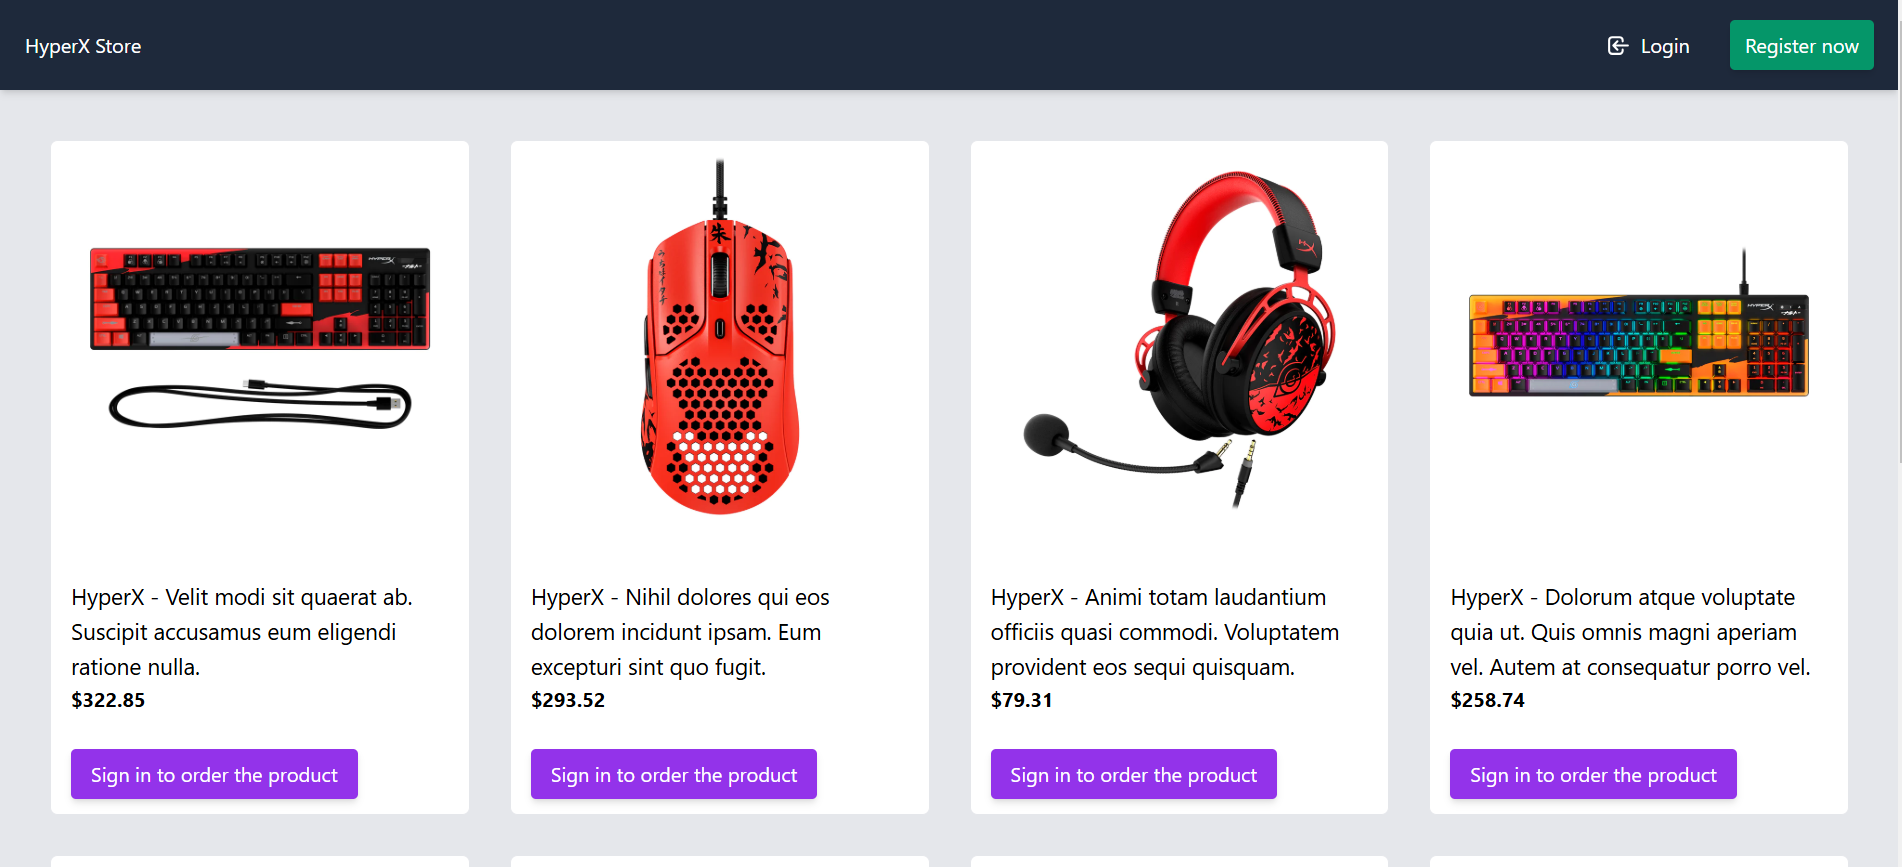 HyperX Store
Login
Register now
HYPERX
朱
HyperX - Velit modi sit quaerat ab.
Suscipit accusamus eum eligendi
ratione nulla.
$322.85
Sign in to order the product
HyperX - Nihil dolores qui eos
dolorem incidunt ipsam. Eum
excepturi sint quo fugit.
$293.52
Sign in to order the product
HyperX - Animi totam laudantium
officiis quasi commodi. Voluptatem
provident eos sequi quisquam.
$79.31
Sign in to order the product
HYPERX
HyperX - Dolorum atque voluptate
quia ut. Quis omnis magni aperiam
vel. Autem at consequatur porro vel.
$258.74
Sign in to order the product